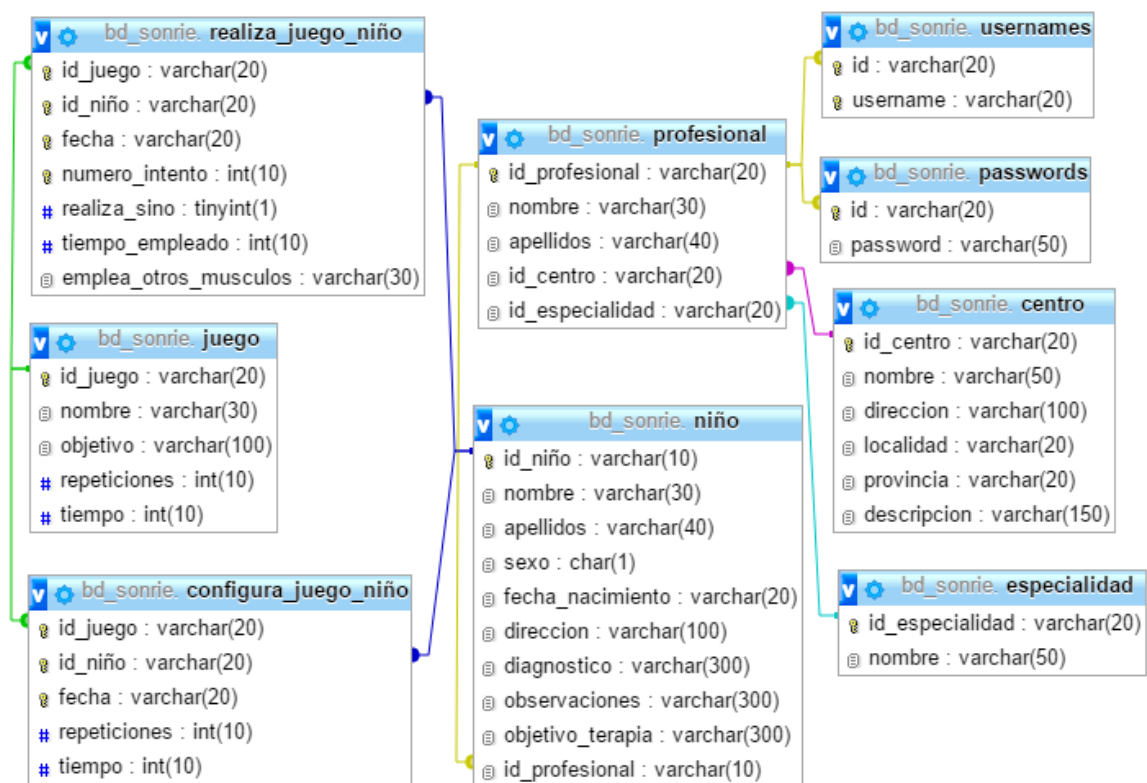 bd_sonrie. realiza_juego_niño
id_juego : varchar(20)
id_niño : varchar(20)
fecha : varchar(20)
numero_intento : int(10)
# realiza_sino : tinyint(1)
# tiempo_empleado : int(10)
emplea_otros_musculos : varchar(30)
bd_sonrie. juego
id_juego : varchar(20)
nombre : varchar(30)
objetivo : varchar(100)
# repeticiones : int(10)
# tiempo : int(10)
bd_sonrie. configura_juego_niño
id_juego : varchar(20)
id_niño : varchar(20)
fecha : varchar(20)
# repeticiones : int(10)
# tiempo : int(10)
bd_sonrie. profesional
id_profesional : varchar(20)
nombre : varchar(30)
apellidos : varchar(40)
id_centro : varchar(20)
id_especialidad : varchar(20)
bd_sonrie. niño
id_niño : varchar(10)
nombre : varchar(30)
apellidos : varchar(40)
sexo : char(1)
fecha_nacimiento : varchar(20)
direccion : varchar(100)
diagnostico : varchar(300)
observaciones : varchar(300)
objetivo_terapia : varchar(300)
id_profesional : varchar(10)
bd_sonrie. usernames
id : varchar(20)
username : varchar(20)
bd_sonrie. passwords
id : varchar(20)
password : varchar(50)
bd_sonrie. centro
id_centro : varchar(20)
nombre : varchar(50)
direccion : varchar(100)
localidad : varchar(20)
provincia : varchar(20)
descripcion : varchar(150)
bd_sonrie. especialidad
id_especialidad : varchar(20)
nombre : varchar(50)